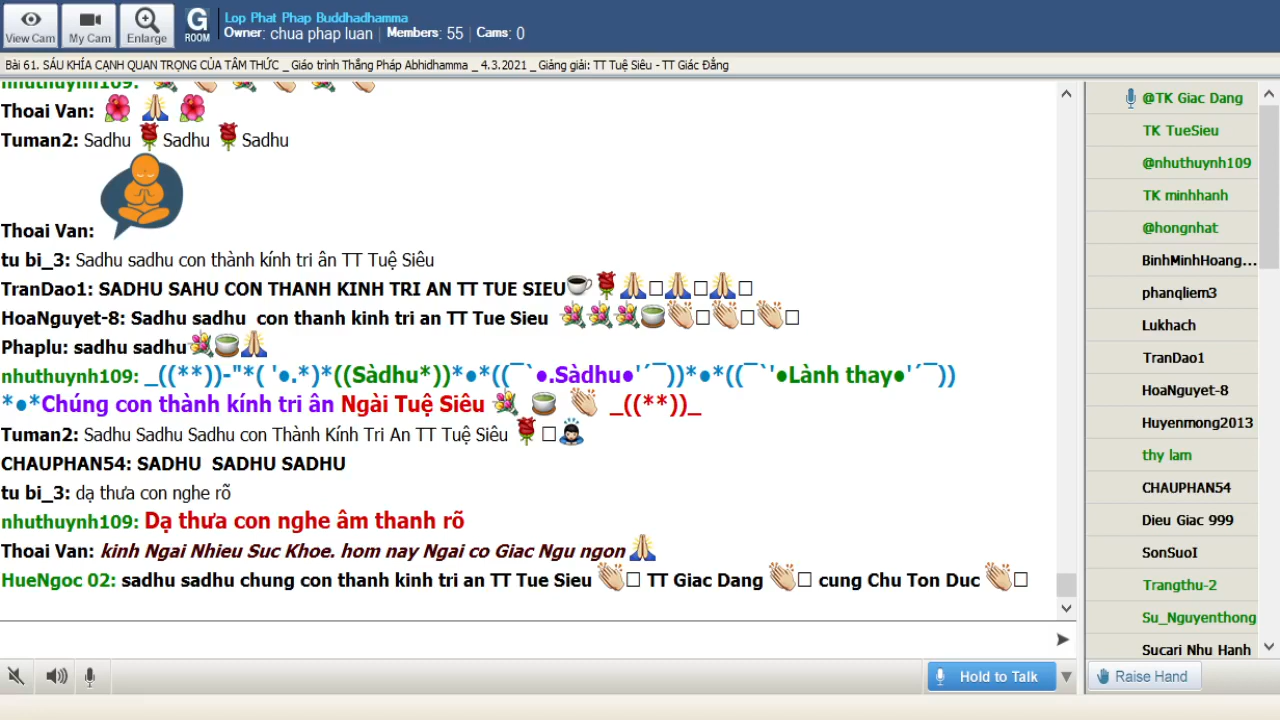 View Cam
My Cam
Enlarge
G
ROOM
Lop Phat Phap Buddhadhamma
Owner: chua phap luan | Members: 55 | Cams: 0
Bài 61. SÁU KHÍA CẠNH QUAN TRỌNG CỦA TÂM THỨC _ Giáo trình Thắng Pháp Abhidhamma _ 4.3.2021 _ Giảng giải: TT Tuệ Siêu - TT Giác Đẳng
nhuthuynh109: 💐 👏 💐 👏 💐 👏
Thoai Van: 🌺 🙏 🌺
Tuman2: Sadhu 🌹Sadhu 🌹Sadhu
Thoai Van:
tu bi_3: Sadhu sadhu con thành kính tri ân TT Tuệ Siêu
TranDao1: SADHU SAHU CON THANH KINH TRI AN TT TUE SIEU☕🌹🙏□🙏□🙏□
HoaNguyet-8: Sadhu sadhu con thanh kinh tri an TT Tue Sieu 💐💐💐🍵👏□👏□👏□
Phaplu: sadhu sadhu💐🍵🙏
nhuthuynh109: _((**))-"*( '●.*)*((Sàdhu*))*●*((¯`●.Sàdhu●'´¯))*●*((¯`'●Lành thay●'´¯))
*●*Chúng con thành kính tri ân Ngài Tuệ Siêu 💐 🍵 👏 _((**))_
Tuman2: Sadhu Sadhu Sadhu con Thành Kính Tri An TT Tuệ Siêu 🌹□🙇
CHAUPHAN54: SADHU SADHU SADHU
tu bi_3: dạ thưa con nghe rõ
nhuthuynh109: Dạ thưa con nghe âm thanh rõ
Thoai Van: kinh Ngai Nhieu Suc Khoe. hom nay Ngai co Giac Ngu ngon 🙏
HueNgoc 02: sadhu sadhu chung con thanh kinh tri an TT Tue Sieu 👏□ TT Giac Dang 👏□ cung Chu Ton Duc 👏□
Hold to Talk
@TK Giac Dang
TK TueSieu
@nhuthuynh109
TK minhhanh
@hongnhat
BinhMinhHoang...
phanqliem3
Lukhach
TranDao1
HoaNguyet-8
Huyenmong2013
thy lam
CHAUPHAN54
Dieu Giac 999
SonSuoI
Trangthu-2
Su_Nguyenthong
Sucari Nhu Hanh
Raise Hand